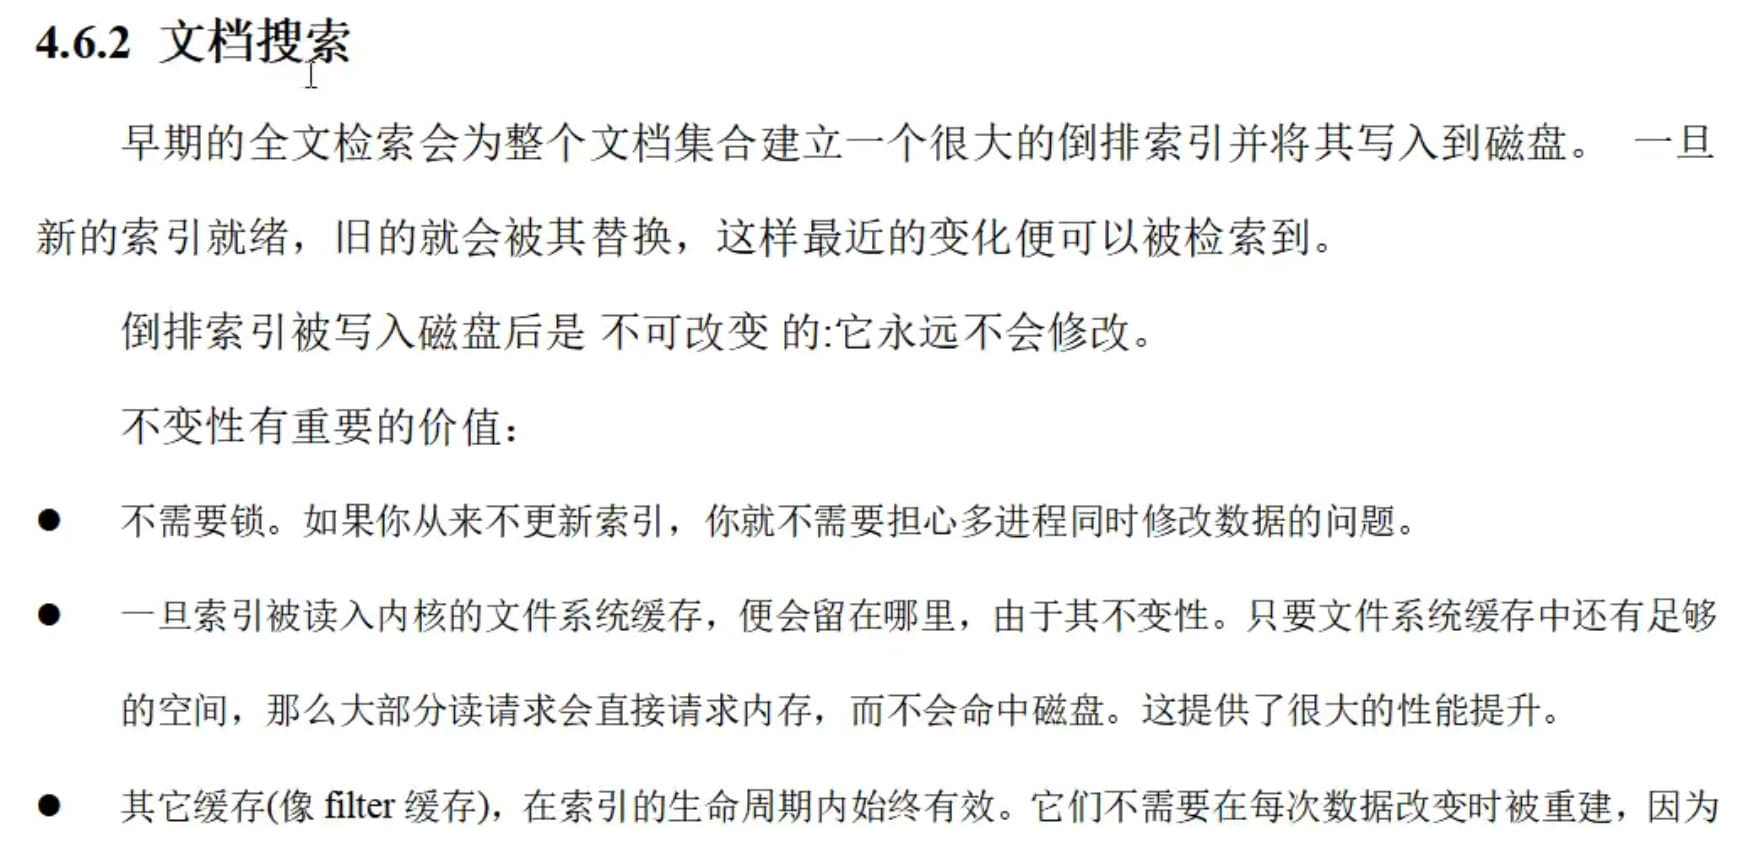 4.6.2 文档搜索
早期的全文检索会为整个文档集合建立一个很大的倒排索引并将其写入到磁盘。 一旦
新的索引就绪，旧的就会被其替换，这样最近的变化便可以被检索到。
倒排索引被写入磁盘后是 不可改变 的:它永远不会修改。
不变性有重要的价值：
● 不需要锁。如果你从来不更新索引，你就不需要担心多进程同时修改数据的问题。
● 一旦索引被读入内核的文件系统缓存，便会留在哪里，由于其不变性。只要文件系统缓存中还有足够
的空间，那么大部分读请求会直接请求内存，而不会命中磁盘。这提供了很大的性能提升。
● 其它缓存(像 filter 缓存)，在索引的生命周期内始终有效。它们不需要在每次数据改变时被重建，因为